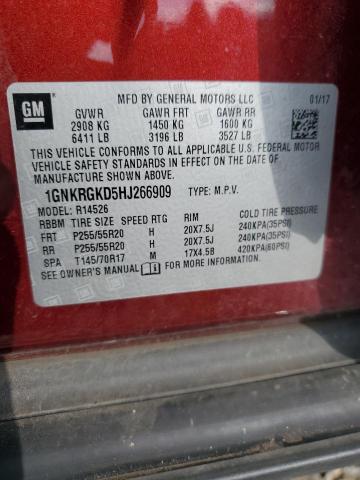 GM
MFD BY GENERAL MOTORS LLC 01/17
GVWR GAWR FRT GAWR RR
2908 KG 1450 KG 1600 KG
6411 LB 3196 LB 3527 LB
THIS VEHICLE CONFORMS TO ALL APPLICABLE U.S. FEDERAL MOTOR
VEHICLE SAFETY STANDARDS IN EFFECT ON THE DATE OF
MANUFACTURE SHOWN ABOVE.
1GNKRGKD5HJ266909 TYPE: M.P.V.
MODEL: R14526
RBBM TIRE SIZE SPEED RTG RIM COLD TIRE PRESSURE
FRT P255/55R20 H 20X7.5J 240KPA(35PSI)
RR P255/55R20 H 20X7.5J 240KPA(35PSI)
SPA T145/70R17 M 17X4.5B 420KPA(60PSI)
SEE OWNER'S MANUAL FOR ADDITIONAL INFORMATION.